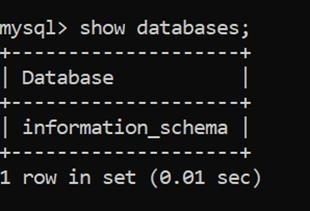 mysql> show databases;
+--------------------+
| Database           |
+--------------------+
| information_schema |
+--------------------+
1 row in set (0.01 sec)